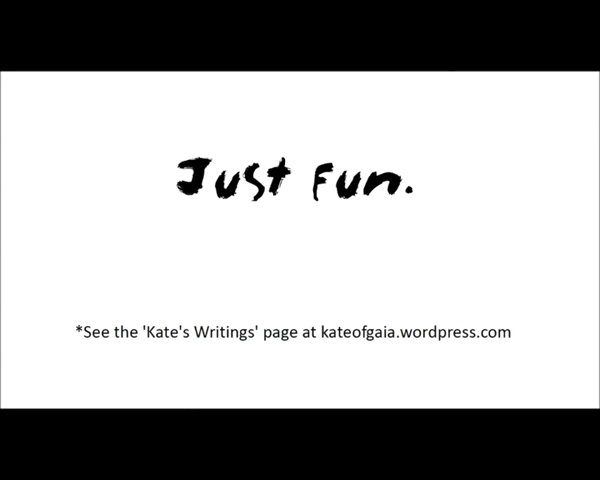 Just fun.
*See the 'Kate's Writings' page at kateofgaia.wordpress.com